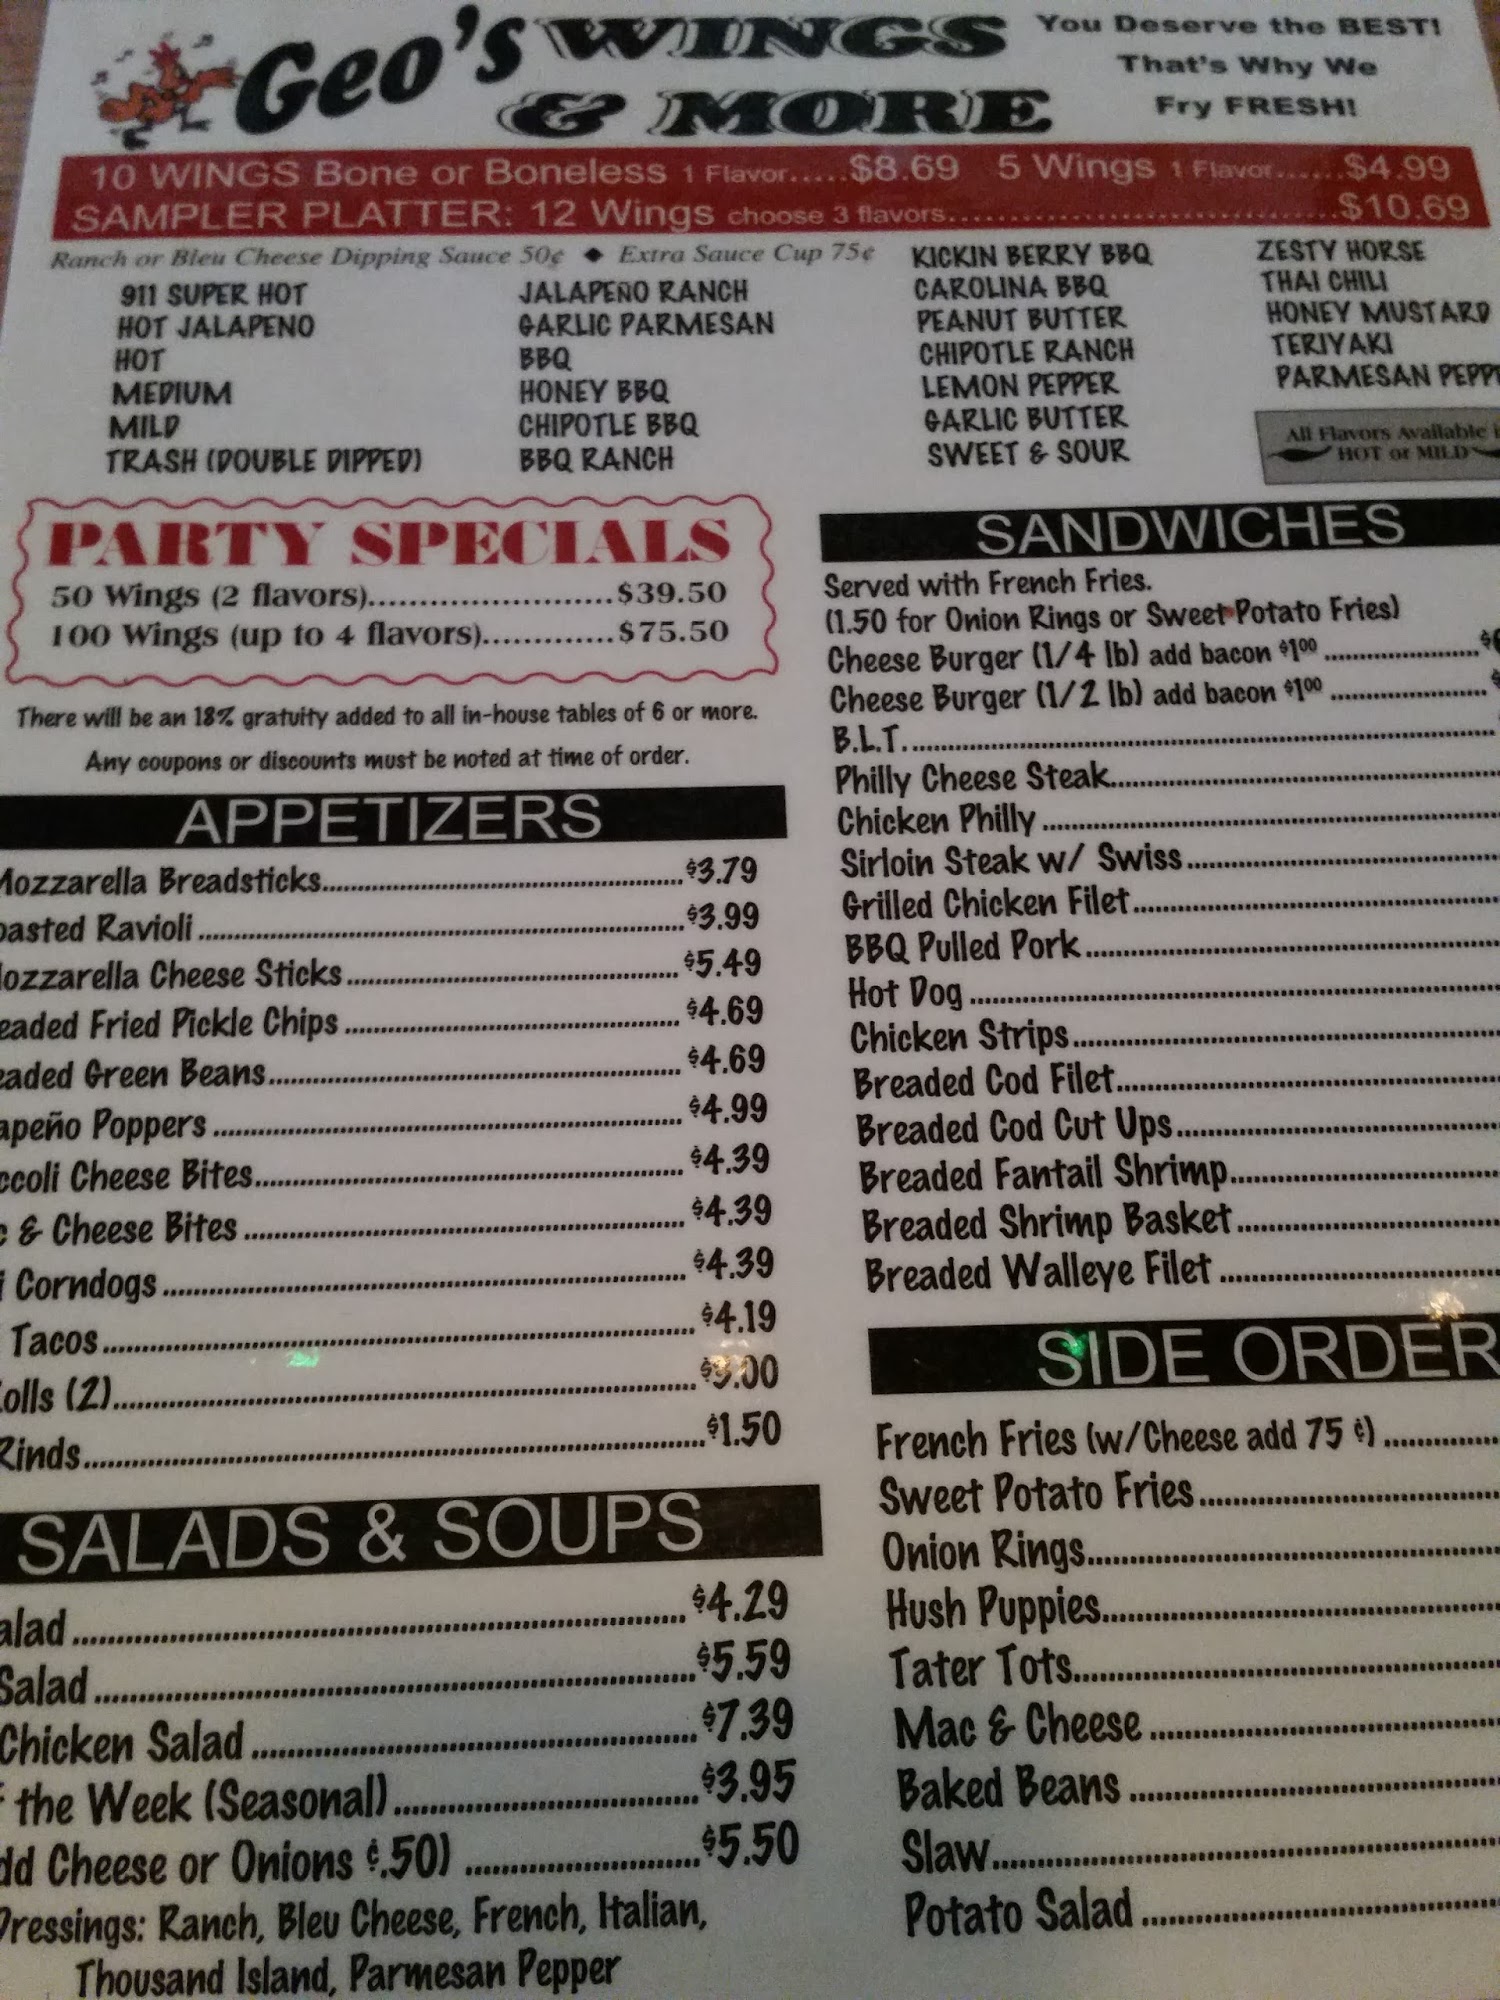 Geo's WINGS
& MORE
You Deserve the BEST!
That's Why We
Fry FRESH!
10 WINGS Bone or Boneless 1 Flavor.....$8.69 5 Wings 1 Flavor......$4.99
SAMPLER PLATTER: 12 Wings choose 3 flavors..............................$10.69
Ranch or Bleu Cheese Dipping Sauce 50¢ ◆ Extra Sauce Cup 75¢
911 SUPER HOT
HOT JALAPENO
HOT
MEDIUM
MILD
TRASH (DOUBLE DIPPED)
JALAPEÑO RANCH
GARLIC PARMESAN
BBQ
HONEY BBQ
CHIPOTLE BBQ
BBQ RANCH
KICKIN BERRY BBQ
CAROLINA BBQ
PEANUT BUTTER
CHIPOTLE RANCH
LEMON PEPPER
GARLIC BUTTER
SWEET & SOUR
ZESTY HORSE
THAI CHILI
HONEY MUSTARD
TERIYAKI
PARMESAN PEPPE
All Flavors Available i
HOT or MILD
PARTY SPECIALS
50 Wings (2 flavors).......................$39.50
100 Wings (up to 4 flavors).............$75.50
There will be an 18% gratuity added to all in-house tables of 6 or more.
Any coupons or discounts must be noted at time of order.
APPETIZERS
Mozzarella Breadsticks..........$3.79
oasted Ravioli..........$3.99
ozzarella Cheese Sticks..........$5.49
eaded Fried Pickle Chips..........$4.69
eaded Green Beans..........$4.69
apeño Poppers..........$4.99
ccoli Cheese Bites..........$4.39
c & Cheese Bites..........$4.39
i Corndogs..........$4.39
Tacos..........$4.19
olls (2)..........
Rinds..........$1.50
SALADS & SOUPS
alad..........$4.29
Salad..........$5.59
Chicken Salad..........$7.39
f the Week (Seasonal)..........$3.95
dd Cheese or Onions ¢.50)..........$5.50
Dressings: Ranch, Bleu Cheese, French, Italian,
Thousand Island, Parmesan Pepper
SANDWICHES
Served with French Fries.
(1.50 for Onion Rings or Sweet Potato Fries)
Cheese Burger (1/4 lb) add bacon $1.00..........$
Cheese Burger (1/2 lb) add bacon $1.00..........$
B.L.T...........
Philly Cheese Steak..........
Chicken Philly..........
Sirloin Steak w/ Swiss..........
Grilled Chicken Filet..........
BBQ Pulled Pork..........
Hot Dog..........
Chicken Strips..........
Breaded Cod Filet..........
Breaded Cod Cut Ups..........
Breaded Fantail Shrimp..........
Breaded Shrimp Basket..........
Breaded Walleye Filet..........
SIDE ORDER
French Fries (w/Cheese add 75 ¢)..........
Sweet Potato Fries..........
Onion Rings..........
Hush Puppies..........
Tater Tots..........
Mac & Cheese..........
Baked Beans..........
Slaw..........
Potato Salad..........